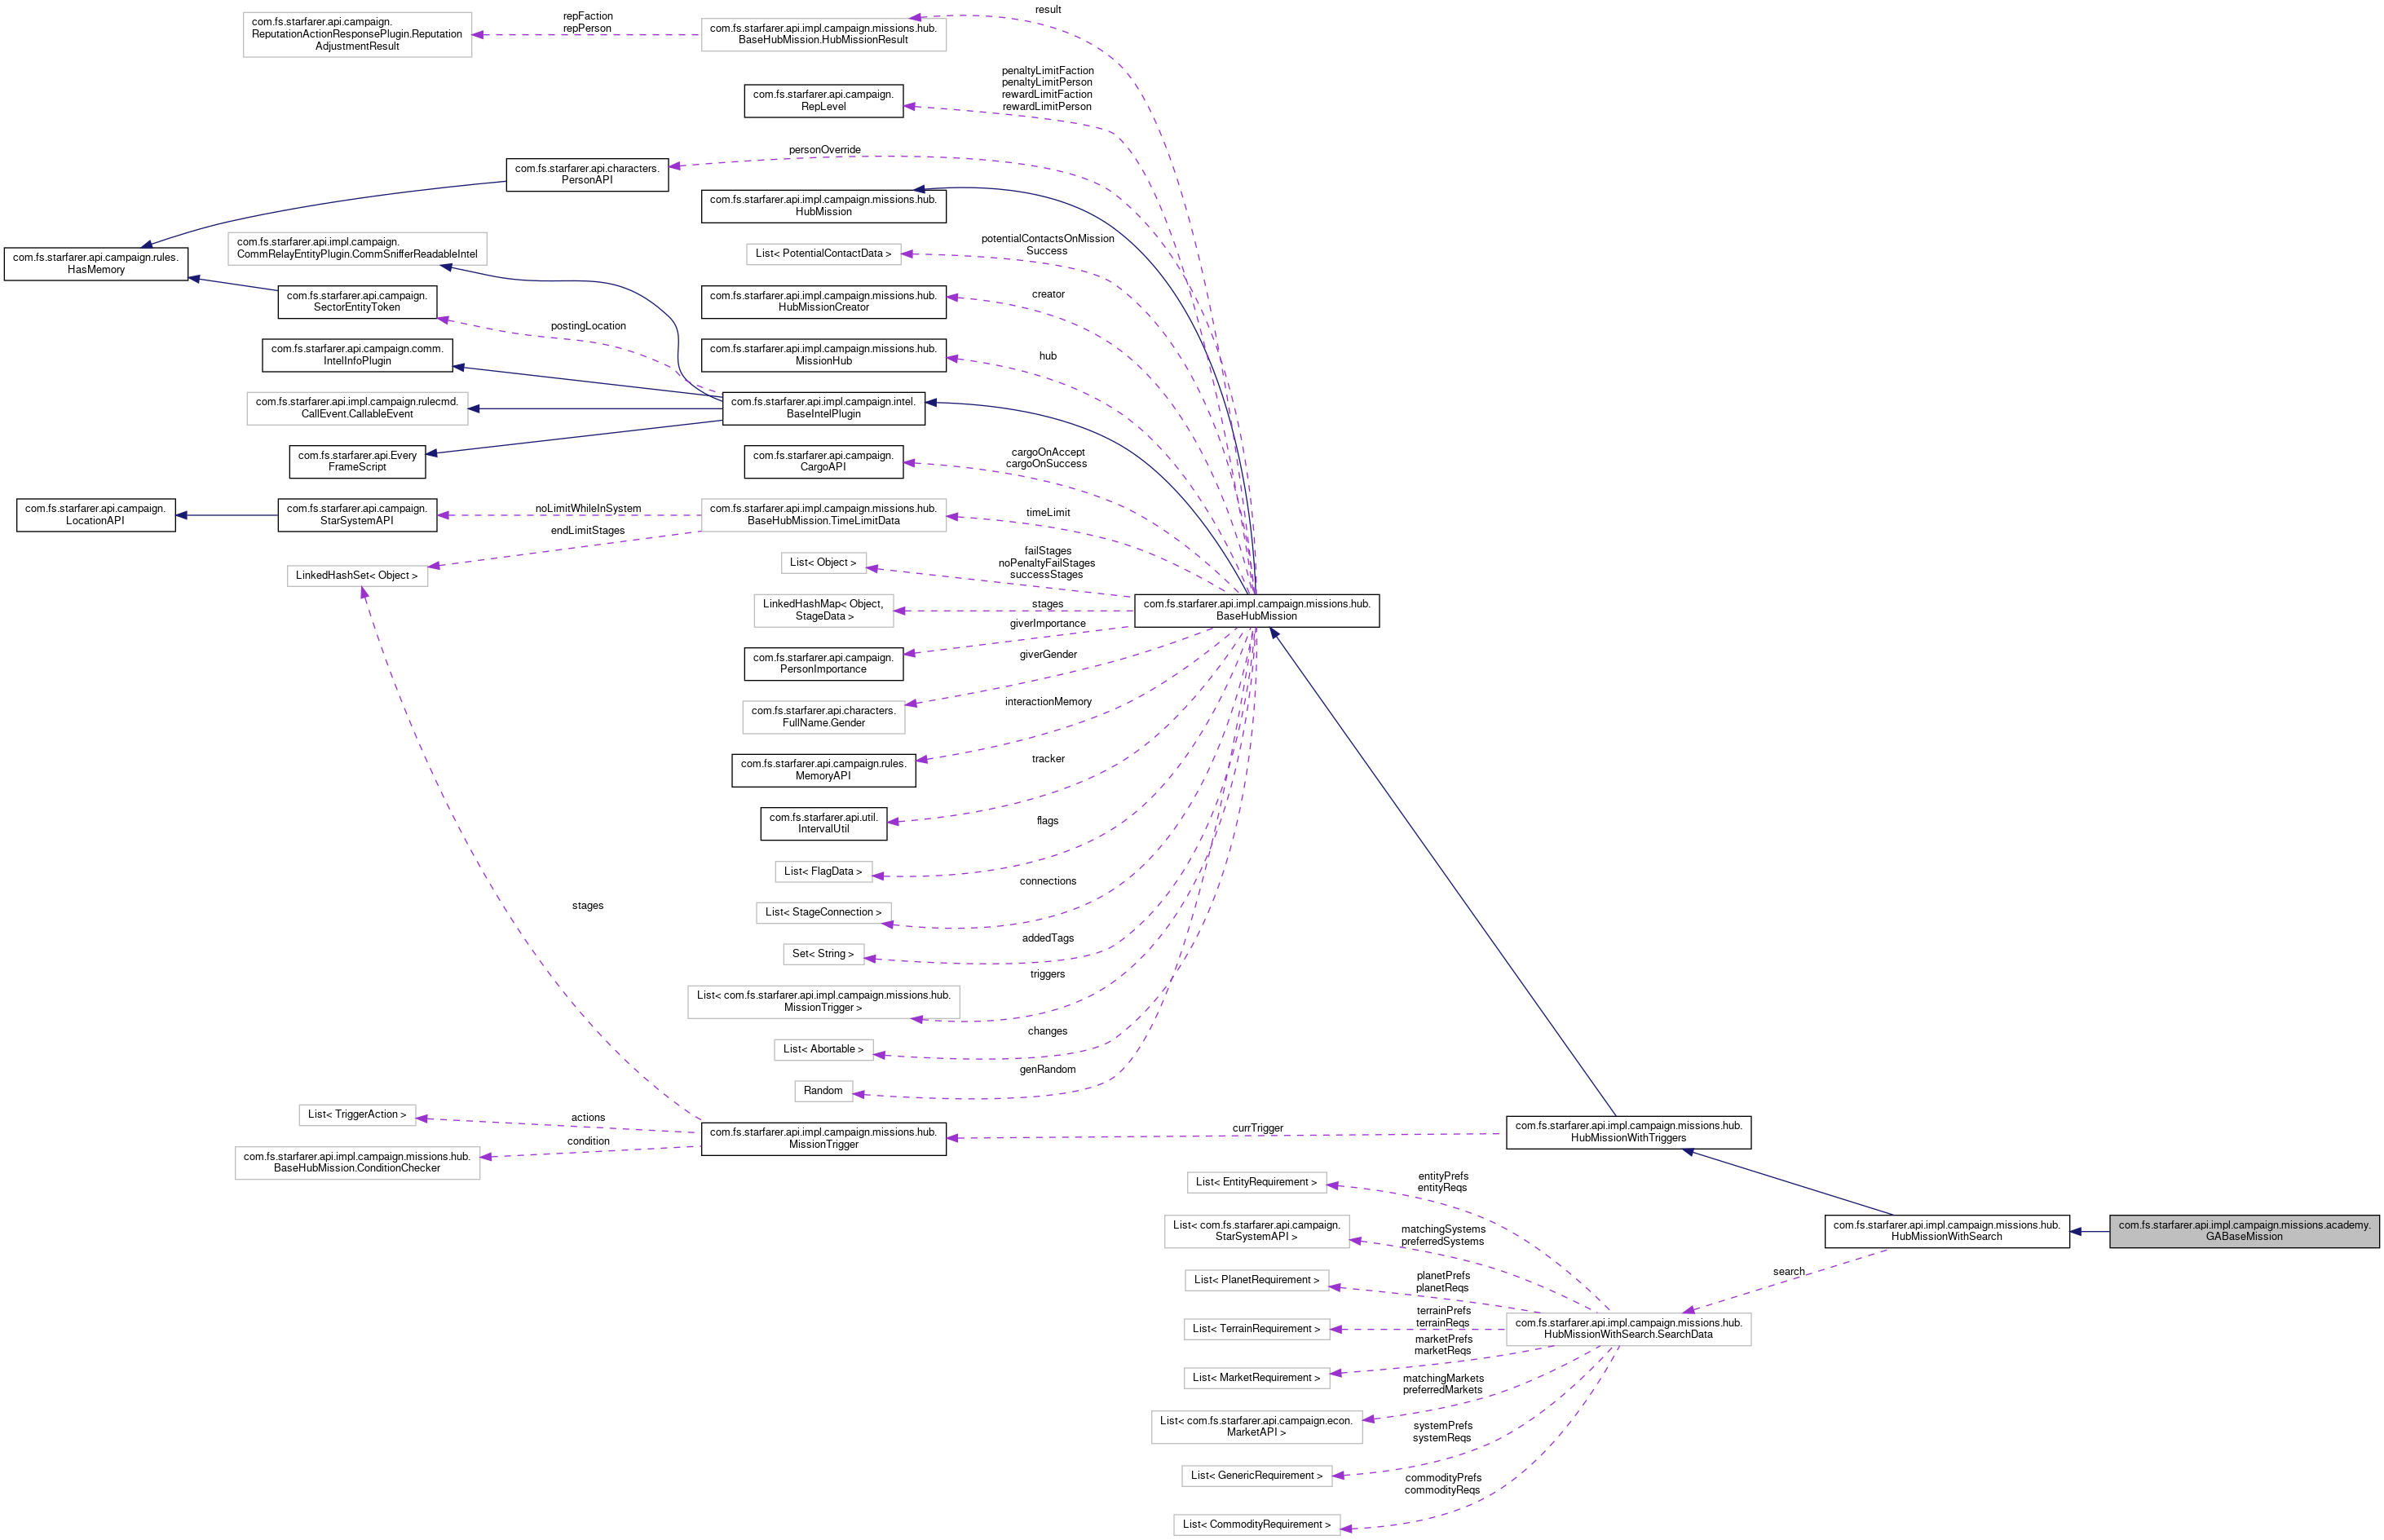 com.fs.starfarer.api.campaign.
ReputationActionResponsePlugin.Reputation
AdjustmentResult
repFaction
repPerson
com.fs.starfarer.api.impl.campaign.missions.hub.
BaseHubMission.HubMissionResult
result
com.fs.starfarer.api.campaign.
RepLevel
penaltyLimitFaction
penaltyLimitPerson
rewardLimitFaction
rewardLimitPerson
com.fs.starfarer.api.characters.
PersonAPI
personOverride
com.fs.starfarer.api.impl.campaign.missions.hub.
HubMission
com.fs.starfarer.api.campaign.rules.
HasMemory
com.fs.starfarer.api.impl.campaign.
CommRelayEntityPlugin.CommSnifferReadableIntel
List< PotentialContactData >
potentialContactsOnMission
Success
com.fs.starfarer.api.campaign.
SectorEntityToken
com.fs.starfarer.api.impl.campaign.missions.hub.
HubMissionCreator
creator
postingLocation
com.fs.starfarer.api.campaign.comm.
IntelInfoPlugin
com.fs.starfarer.api.impl.campaign.missions.hub.
MissionHub
hub
com.fs.starfarer.api.impl.campaign.rulecmd.
CallEvent.CallableEvent
com.fs.starfarer.api.impl.campaign.intel.
BaseIntelPlugin
com.fs.starfarer.api.Every
FrameScript
com.fs.starfarer.api.campaign.
CargoAPI
cargoOnAccept
cargoOnSuccess
com.fs.starfarer.api.campaign.
LocationAPI
com.fs.starfarer.api.campaign.
StarSystemAPI
noLimitWhileInSystem
endLimitStages
com.fs.starfarer.api.impl.campaign.missions.hub.
BaseHubMission.TimeLimitData
timeLimit
LinkedHashSet< Object >
List< Object >
failStages
noPenaltyFailStages
successStages
LinkedHashMap< Object,
StageData >
stages
com.fs.starfarer.api.impl.campaign.missions.hub.
BaseHubMission
giverImportance
com.fs.starfarer.api.campaign.
PersonImportance
giverGender
com.fs.starfarer.api.characters.
FullName.Gender
interactionMemory
com.fs.starfarer.api.campaign.rules.
MemoryAPI
tracker
com.fs.starfarer.api.util.
IntervalUtil
flags
List< FlagData >
connections
List< StageConnection >
stages
addedTags
Set< String >
triggers
List< com.fs.starfarer.api.impl.campaign.missions.hub.
MissionTrigger >
changes
List< Abortable >
genRandom
Random
List< TriggerAction >
actions
condition
com.fs.starfarer.api.impl.campaign.missions.hub.
BaseHubMission.ConditionChecker
com.fs.starfarer.api.impl.campaign.missions.hub.
MissionTrigger
currTrigger
com.fs.starfarer.api.impl.campaign.missions.hub.
HubMissionWithTriggers
List< EntityRequirement >
entityPrefs
entityReqs
List< com.fs.starfarer.api.campaign.
StarSystemAPI >
matchingSystems
preferredSystems
com.fs.starfarer.api.impl.campaign.missions.hub.
HubMissionWithSearch
com.fs.starfarer.api.impl.campaign.missions.academy.
GABaseMission
search
List< PlanetRequirement >
planetPrefs
planetReqs
List< TerrainRequirement >
terrainPrefs
terrainReqs
com.fs.starfarer.api.impl.campaign.missions.hub.
HubMissionWithSearch.SearchData
marketPrefs
marketReqs
List< MarketRequirement >
matchingMarkets
preferredMarkets
List< com.fs.starfarer.api.campaign.econ.
MarketAPI >
systemPrefs
systemReqs
List< GenericRequirement >
commodityPrefs
commodityReqs
List< CommodityRequirement >